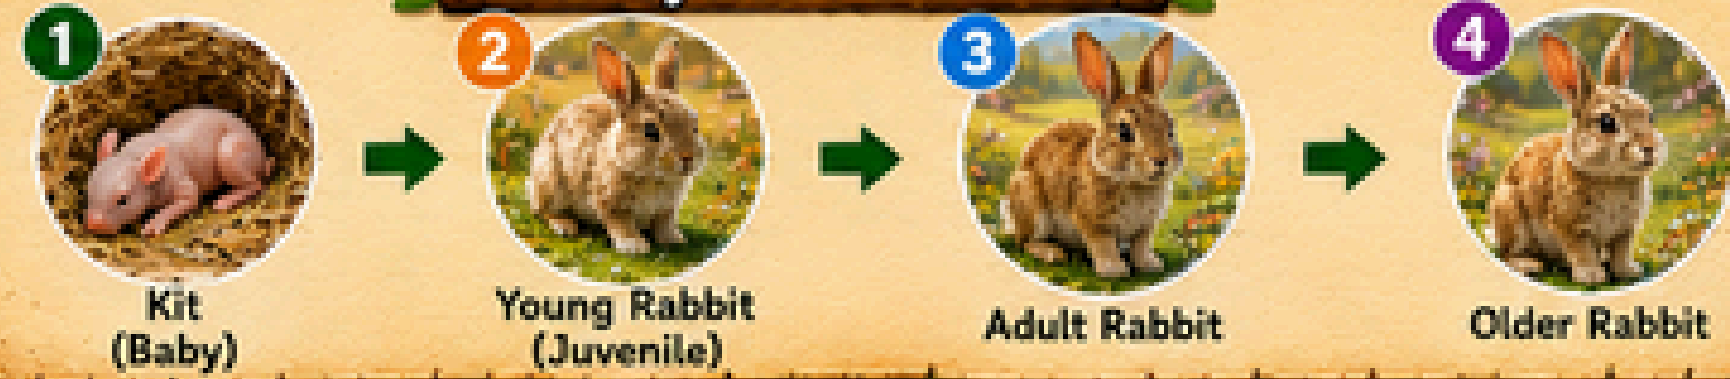 1
2
3
4
Kit
(Baby)
Young Rabbit
(Juvenile)
Adult Rabbit
Older Rabbit